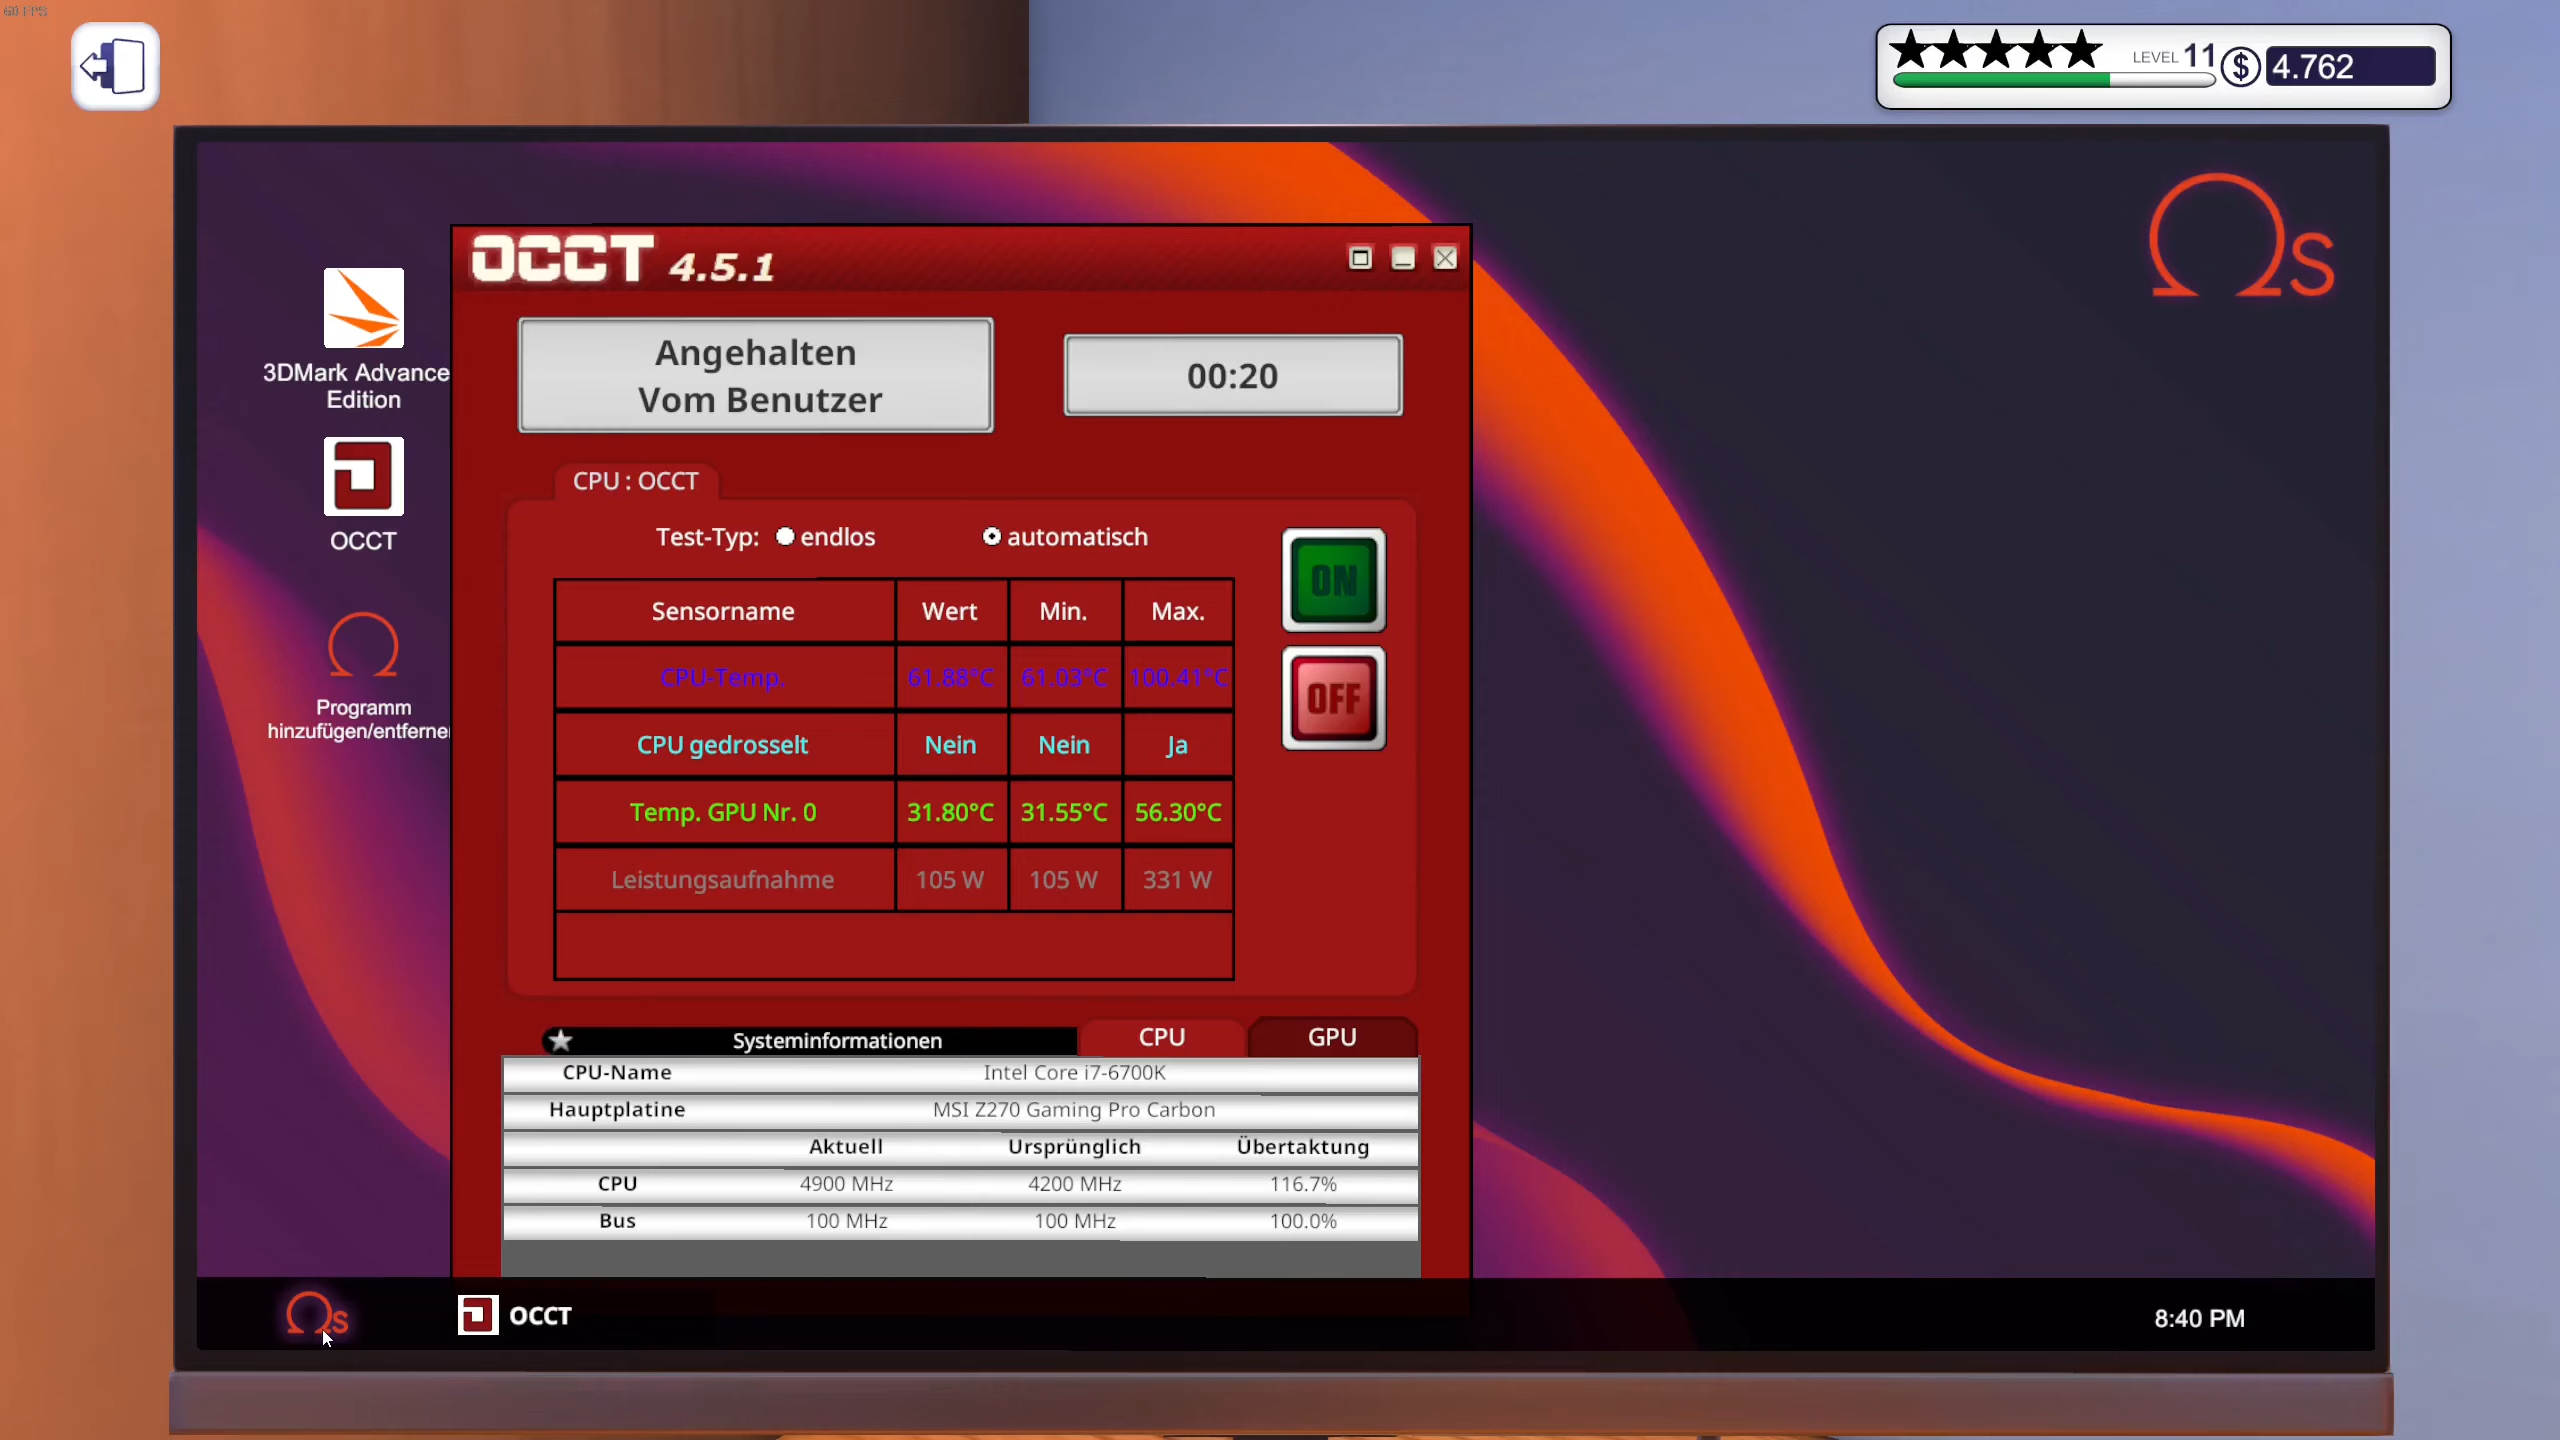 60 FPS
LEVEL 11
$ 4.762
Ωs
OCCT 4.5.1
3DMark Advance
Edition
OCCT
Programm
hinzufügen/entferne
Angehalten
Vom Benutzer
00:20
CPU : OCCT
Test-Typ: endlos automatisch
ON
OFF
Sensorname Wert Min. Max.
CPU-Temp. 61.88°C 61.03°C 100.41°C
CPU gedrosselt Nein Nein Ja
Temp. GPU Nr. 0 31.80°C 31.55°C 56.30°C
Leistungsaufnahme 105 W 105 W 331 W
Systeminformationen CPU GPU
CPU-Name Intel Core i7-6700K
Hauptplatine MSI Z270 Gaming Pro Carbon
Aktuell Ursprünglich Übertaktung
CPU 4900 MHz 4200 MHz 116.7%
Bus 100 MHz 100 MHz 100.0%
Ωs OCCT 8:40 PM